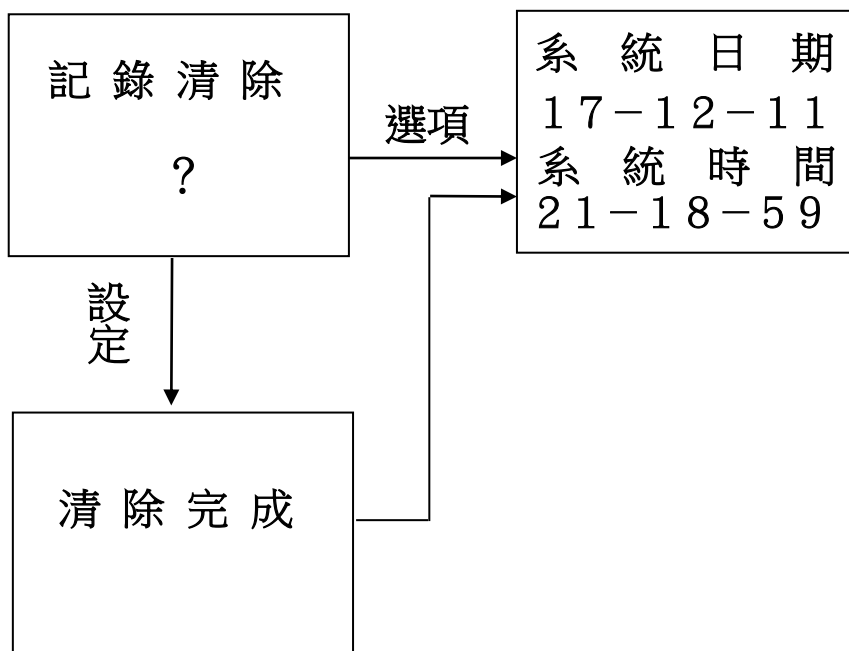 記錄清除
?
選項
系統日期
17-12-11
系統時間
21-18-59
設定
清除完成